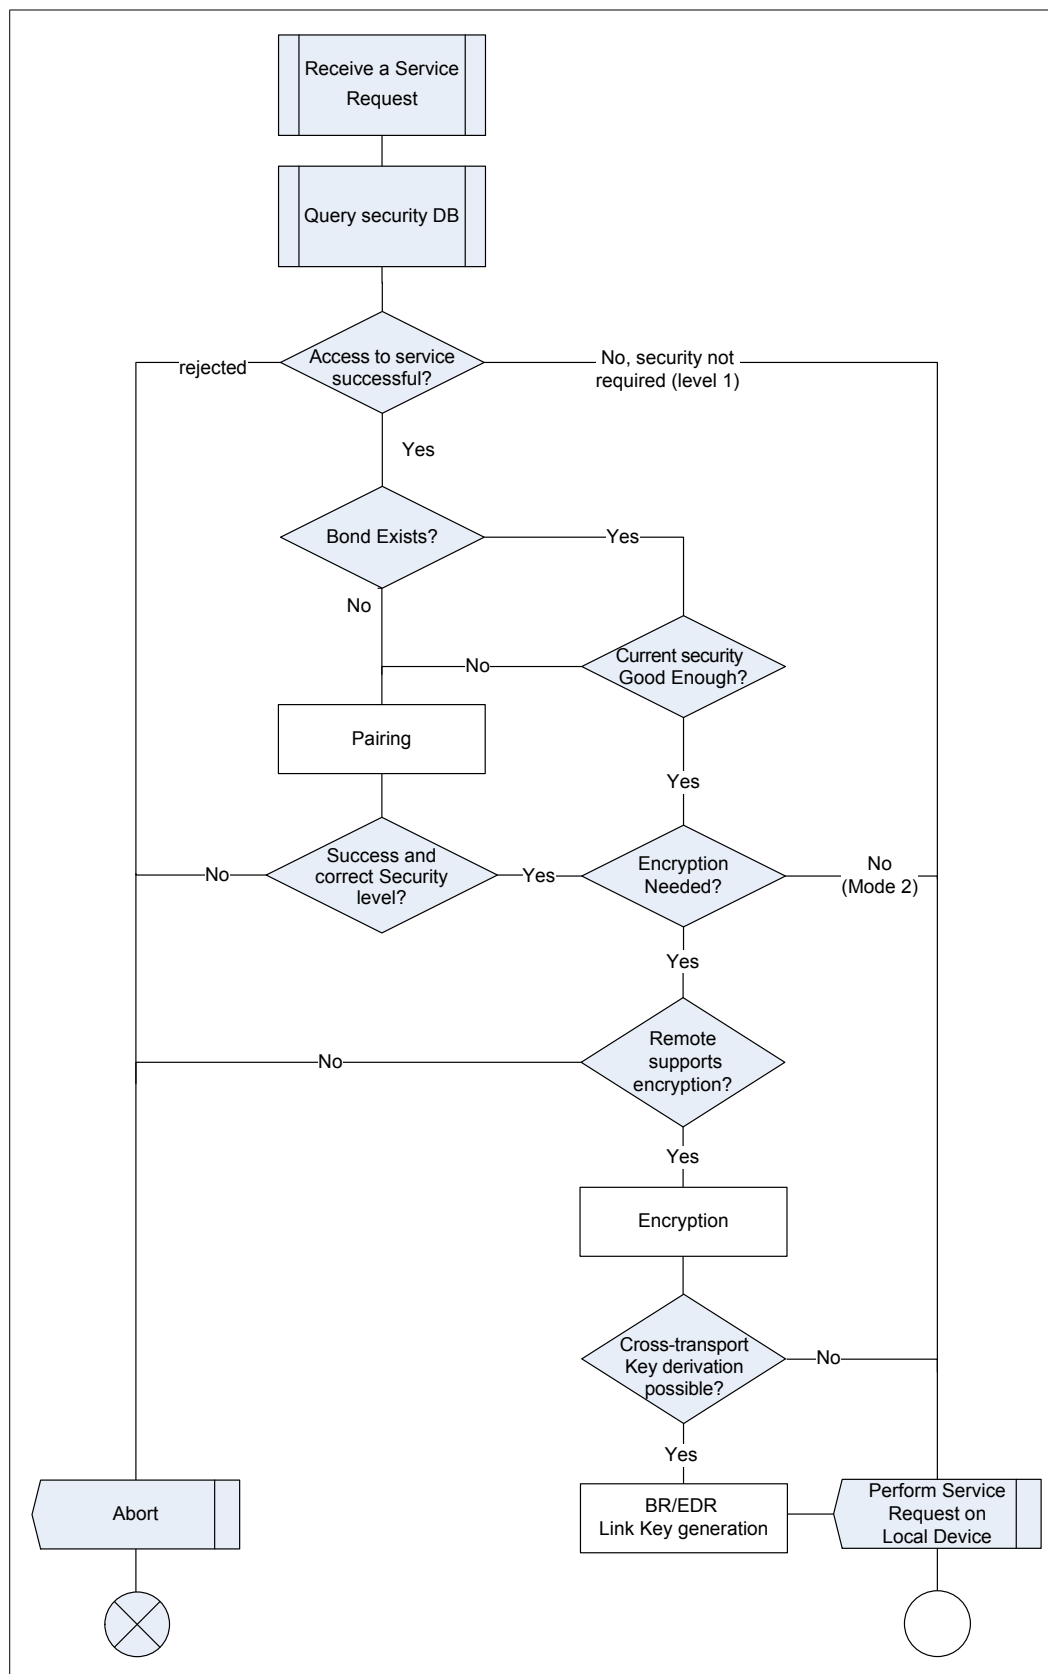 Receive a Service
Request
Query security DB
Access to service
successful?
rejected
No, security not
required (level 1)
Yes
Bond Exists?
Yes
No
Current security
Good Enough?
No
Pairing
Yes
Success and
correct Security
level?
No
Yes
Encryption
Needed?
No
(Mode 2)
Yes
Remote
supports
encryption?
No
Yes
Encryption
Cross-transport
Key derivation
possible?
No
Yes
Abort
BR/EDR
Link Key generation
Perform Service
Request on
Local Device